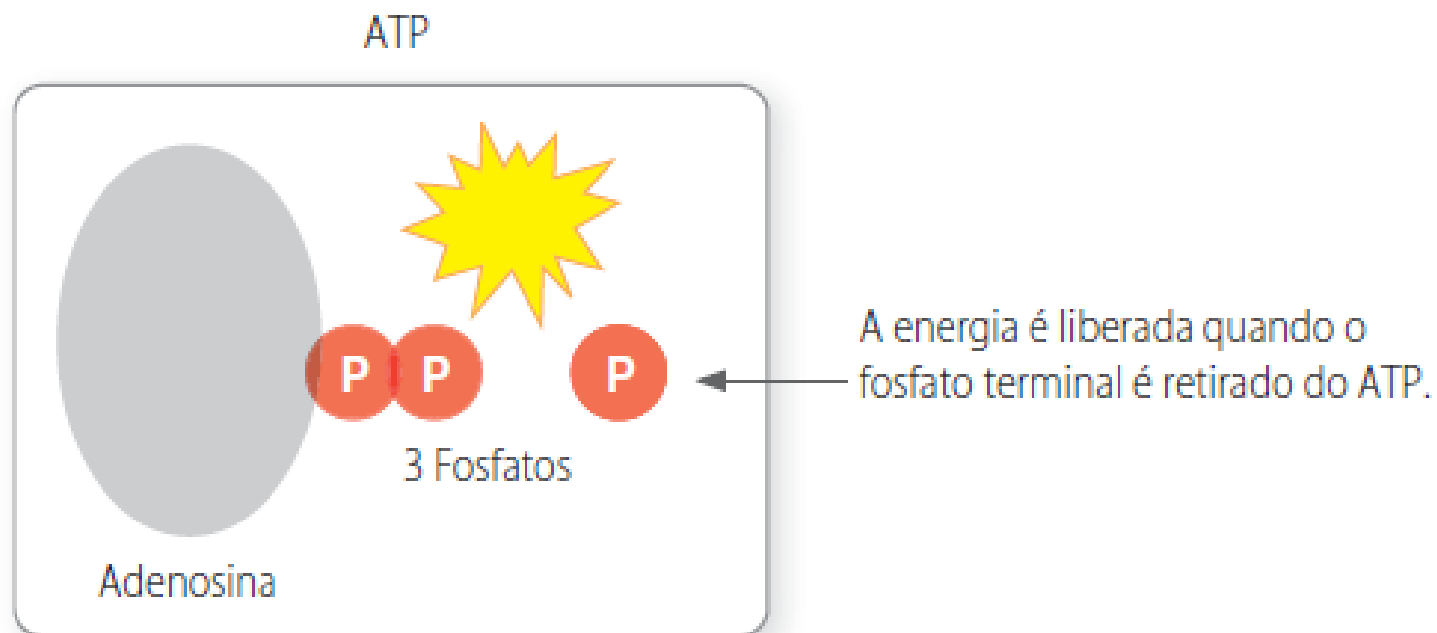 ATP
P P P
A energia é liberada quando o
fosfato terminal é retirado do ATP.
3 Fosfatos
Adenosina